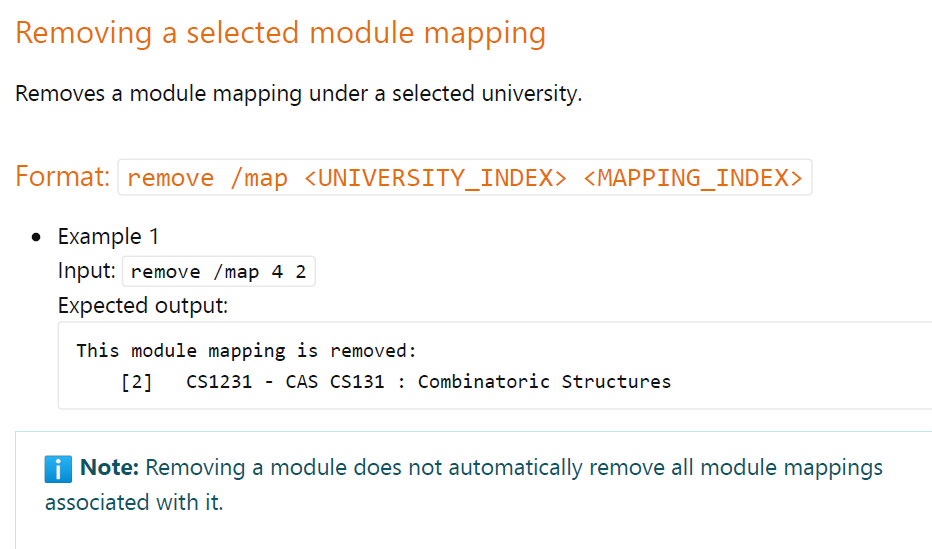 Removing a selected module mapping
Removes a module mapping under a selected university.
Format: remove /map <UNIVERSITY_INDEX> <MAPPING_INDEX>
Example 1
Input: remove /map 4 2
Expected output:
This module mapping is removed:
[2] CS1231 - CAS CS131 : Combinatoric Structures
Note: Removing a module does not automatically remove all module mappings
associated with it.